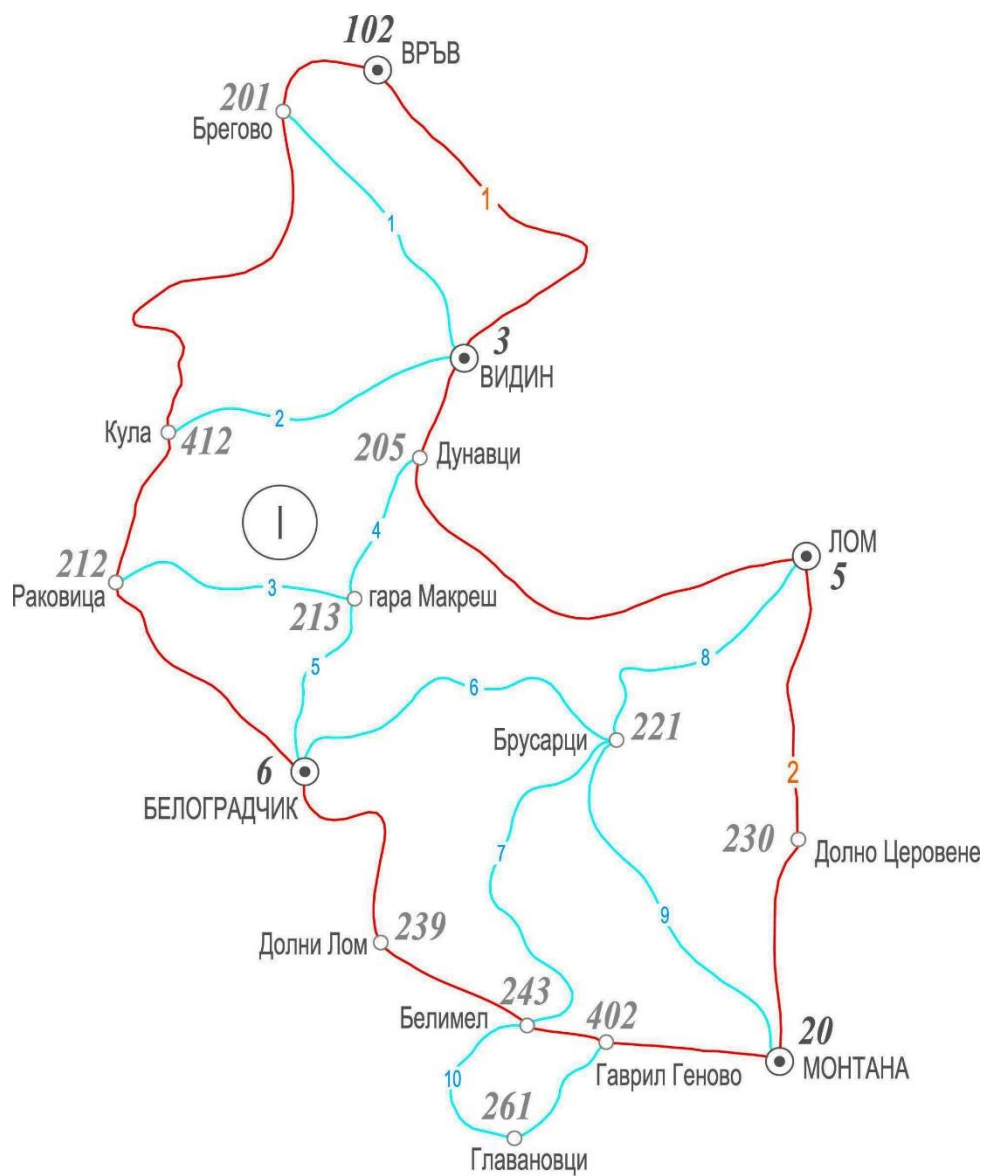 102
ВРЪВ
201
Брегово
1
1
3
ВИДИН
2
Кула
412
205
Дунавци
I
4
ЛОМ
5
212
Раковица
3
213
гара Макреш
5
8
6
Брусарци
221
6
БЕЛОГРАДЧИК
2
230
Долно Церовене
7
9
Долни Лом
239
243
Белимел
402
20
МОНТАНА
Гаврил Геново
10
261
Главановци